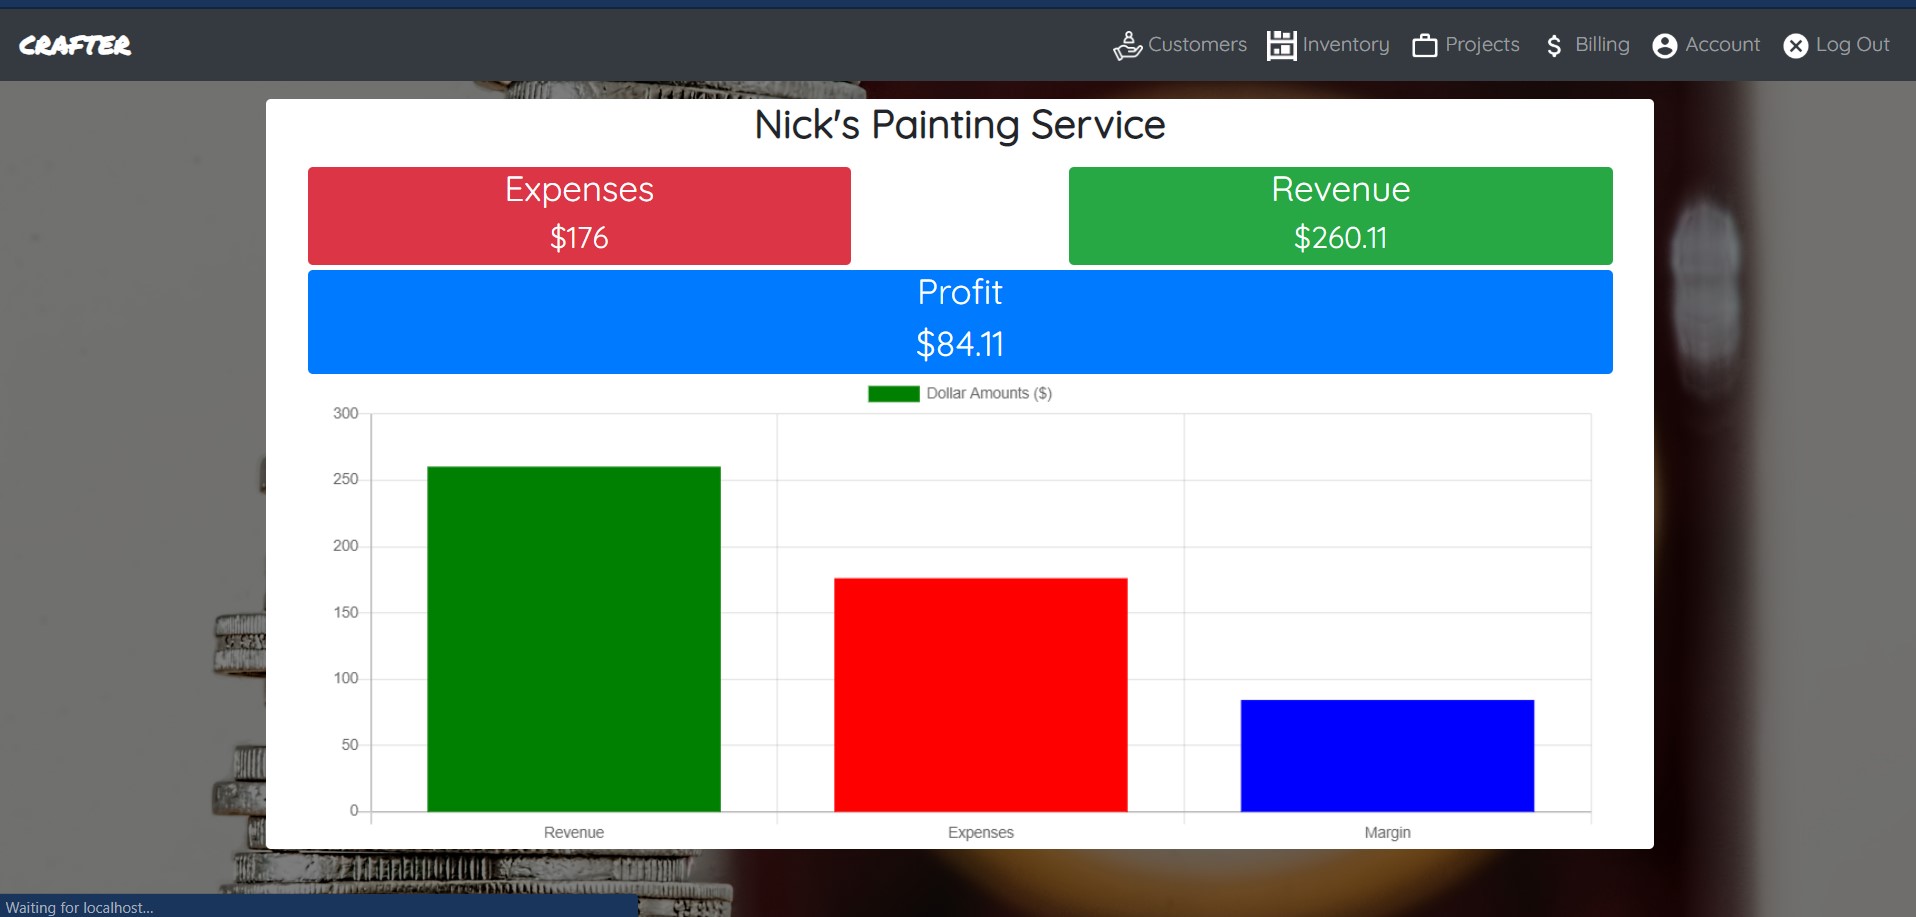 CRAFTER
Customers Inventory Projects $ Billing Account Log Out
Nick's Painting Service
Expenses
$176
Revenue
$260.11
Profit
$84.11
Dollar Amounts ($)
300
250
200
150
100
50
0
Revenue Expenses Margin
Waiting for localhost...